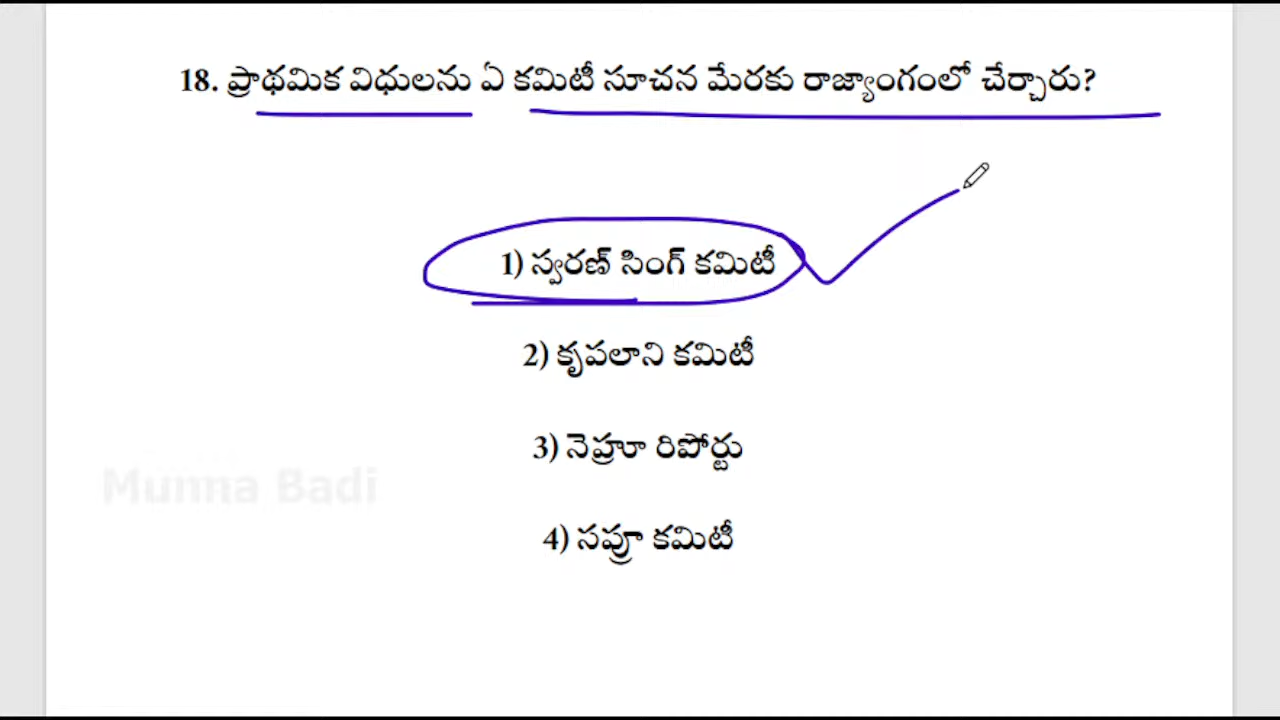 18. ప్రాథమిక విధులను ఏ కమిటీ సూచన మేరకు రాజ్యాంగంలో చేర్చారు?
1) స్వరణ్ సింగ్ కమిటీ
2) కృపలాని కమిటీ
3) నెహ్రూ రిపోర్టు
Munna Badi
4) సప్రూ కమిటీ